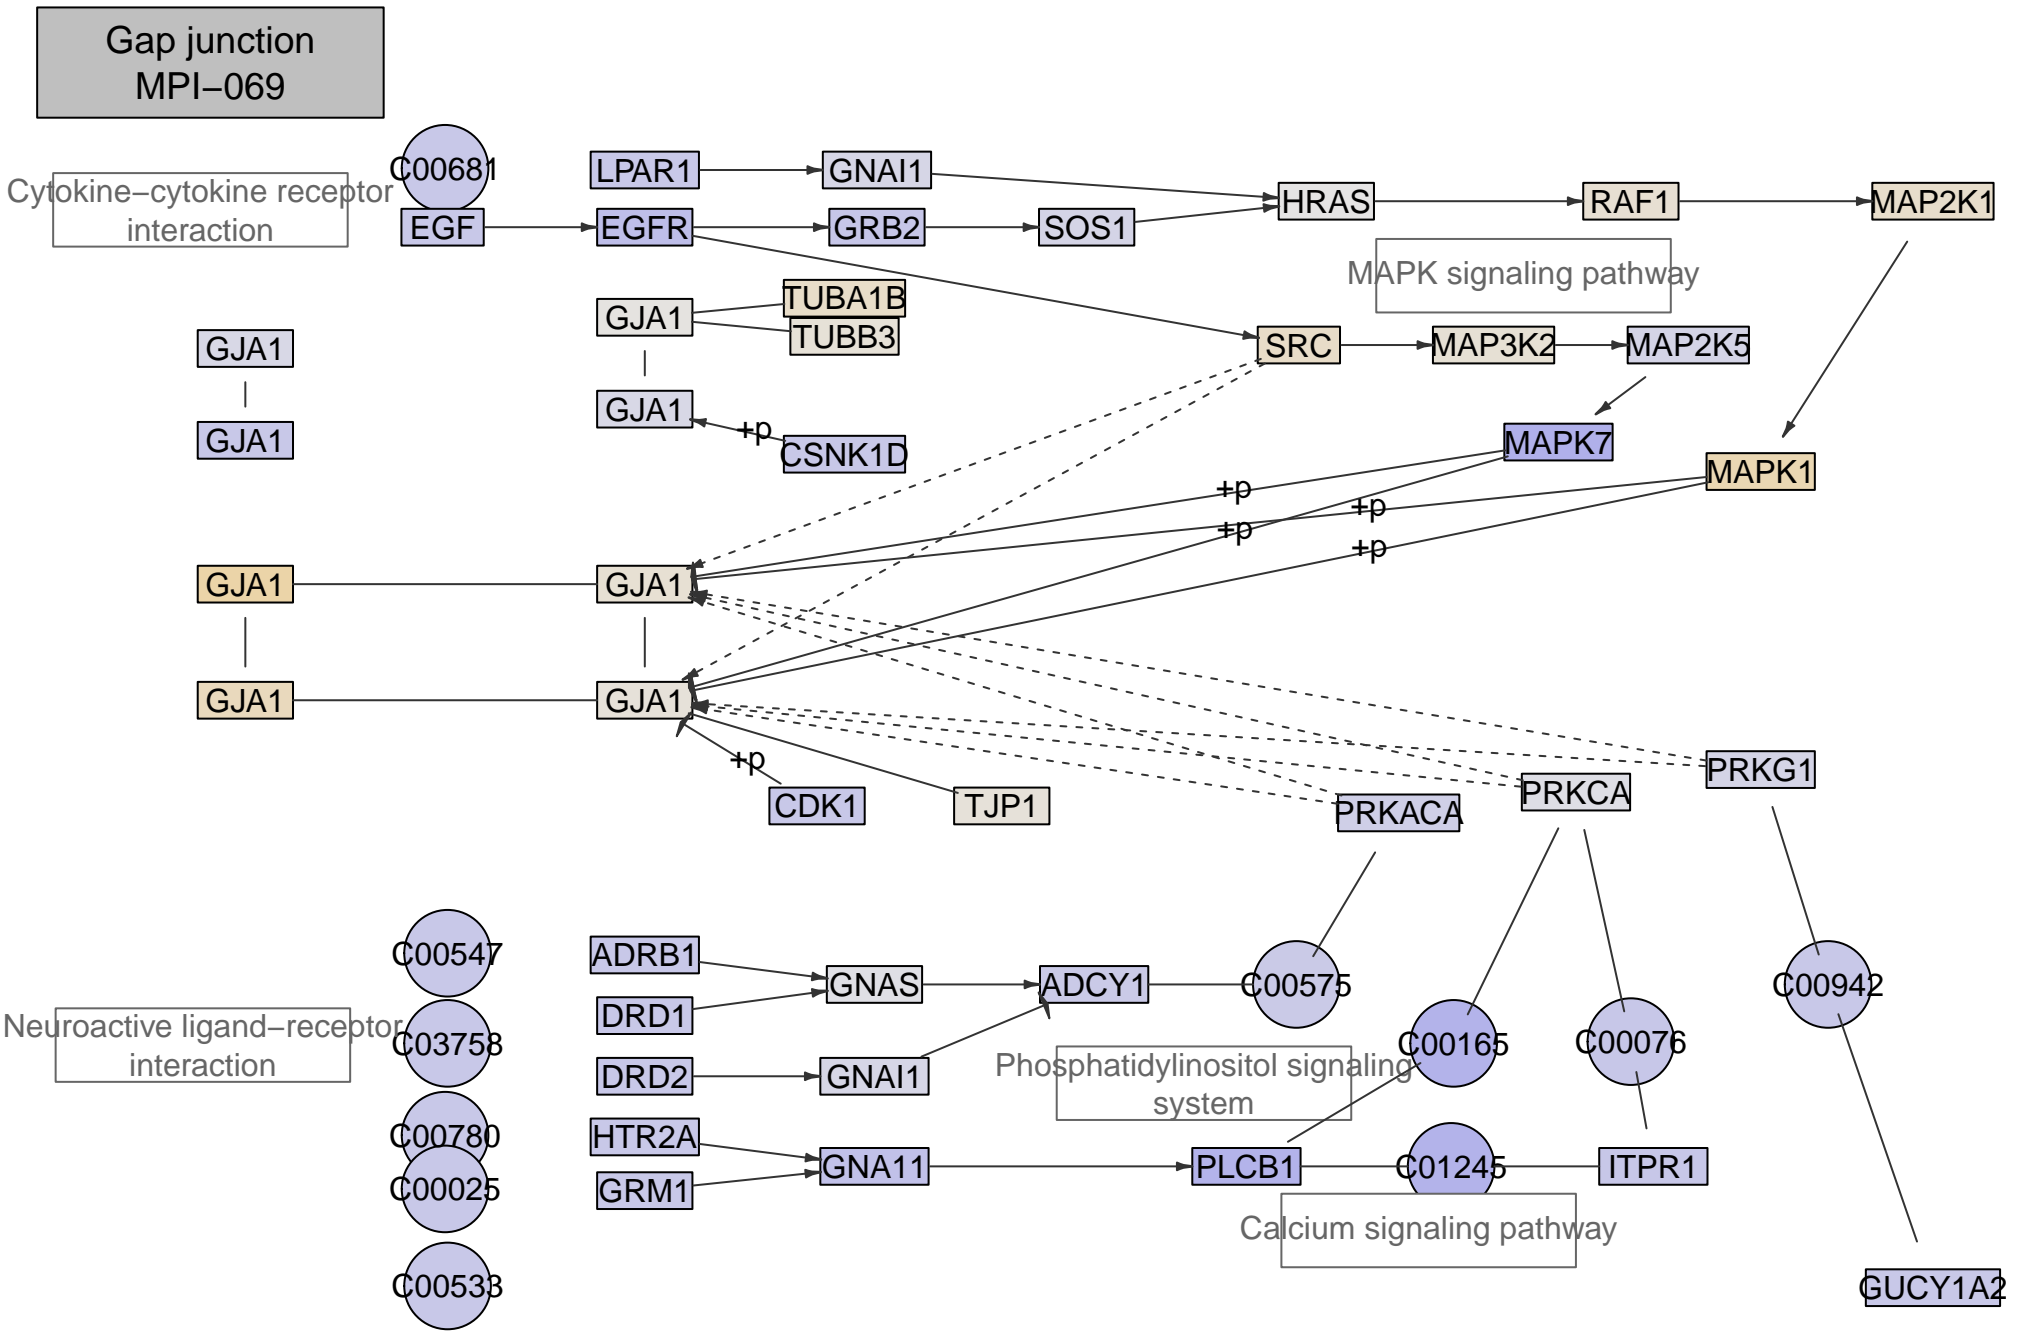 Gap junction
MPI−069
C00681
LPAR1
GNAI1
Cytokine−cytokine receptor
interaction
HRAS
RAF1
MAP2K1
EGF
EGFR
GRB2
SOS1
MAPK signaling pathway
TUBA1B
GJA1
TUBB3
GJA1
SRC
MAP3K2
MAP2K5
GJA1
+p
GJA1
CSNK1D
MAPK7
MAPK1
+p
+p
+p
+p
GJA1
GJA1
GJA1
GJA1
+p
PRKG1
CDK1
TJP1
PRKACA
PRKCA
C00547
ADRB1
GNAS
ADCY1
C00575
C00942
DRD1
Neuroactive ligand−receptor
interaction
C03758
C00165
C00076
DRD2
GNAI1
Phosphatidylinositol signaling
system
C00780
HTR2A
GNA11
PLCB1
C01245
ITPR1
C00025
GRM1
Calcium signaling pathway
C00533
GUCY1A2